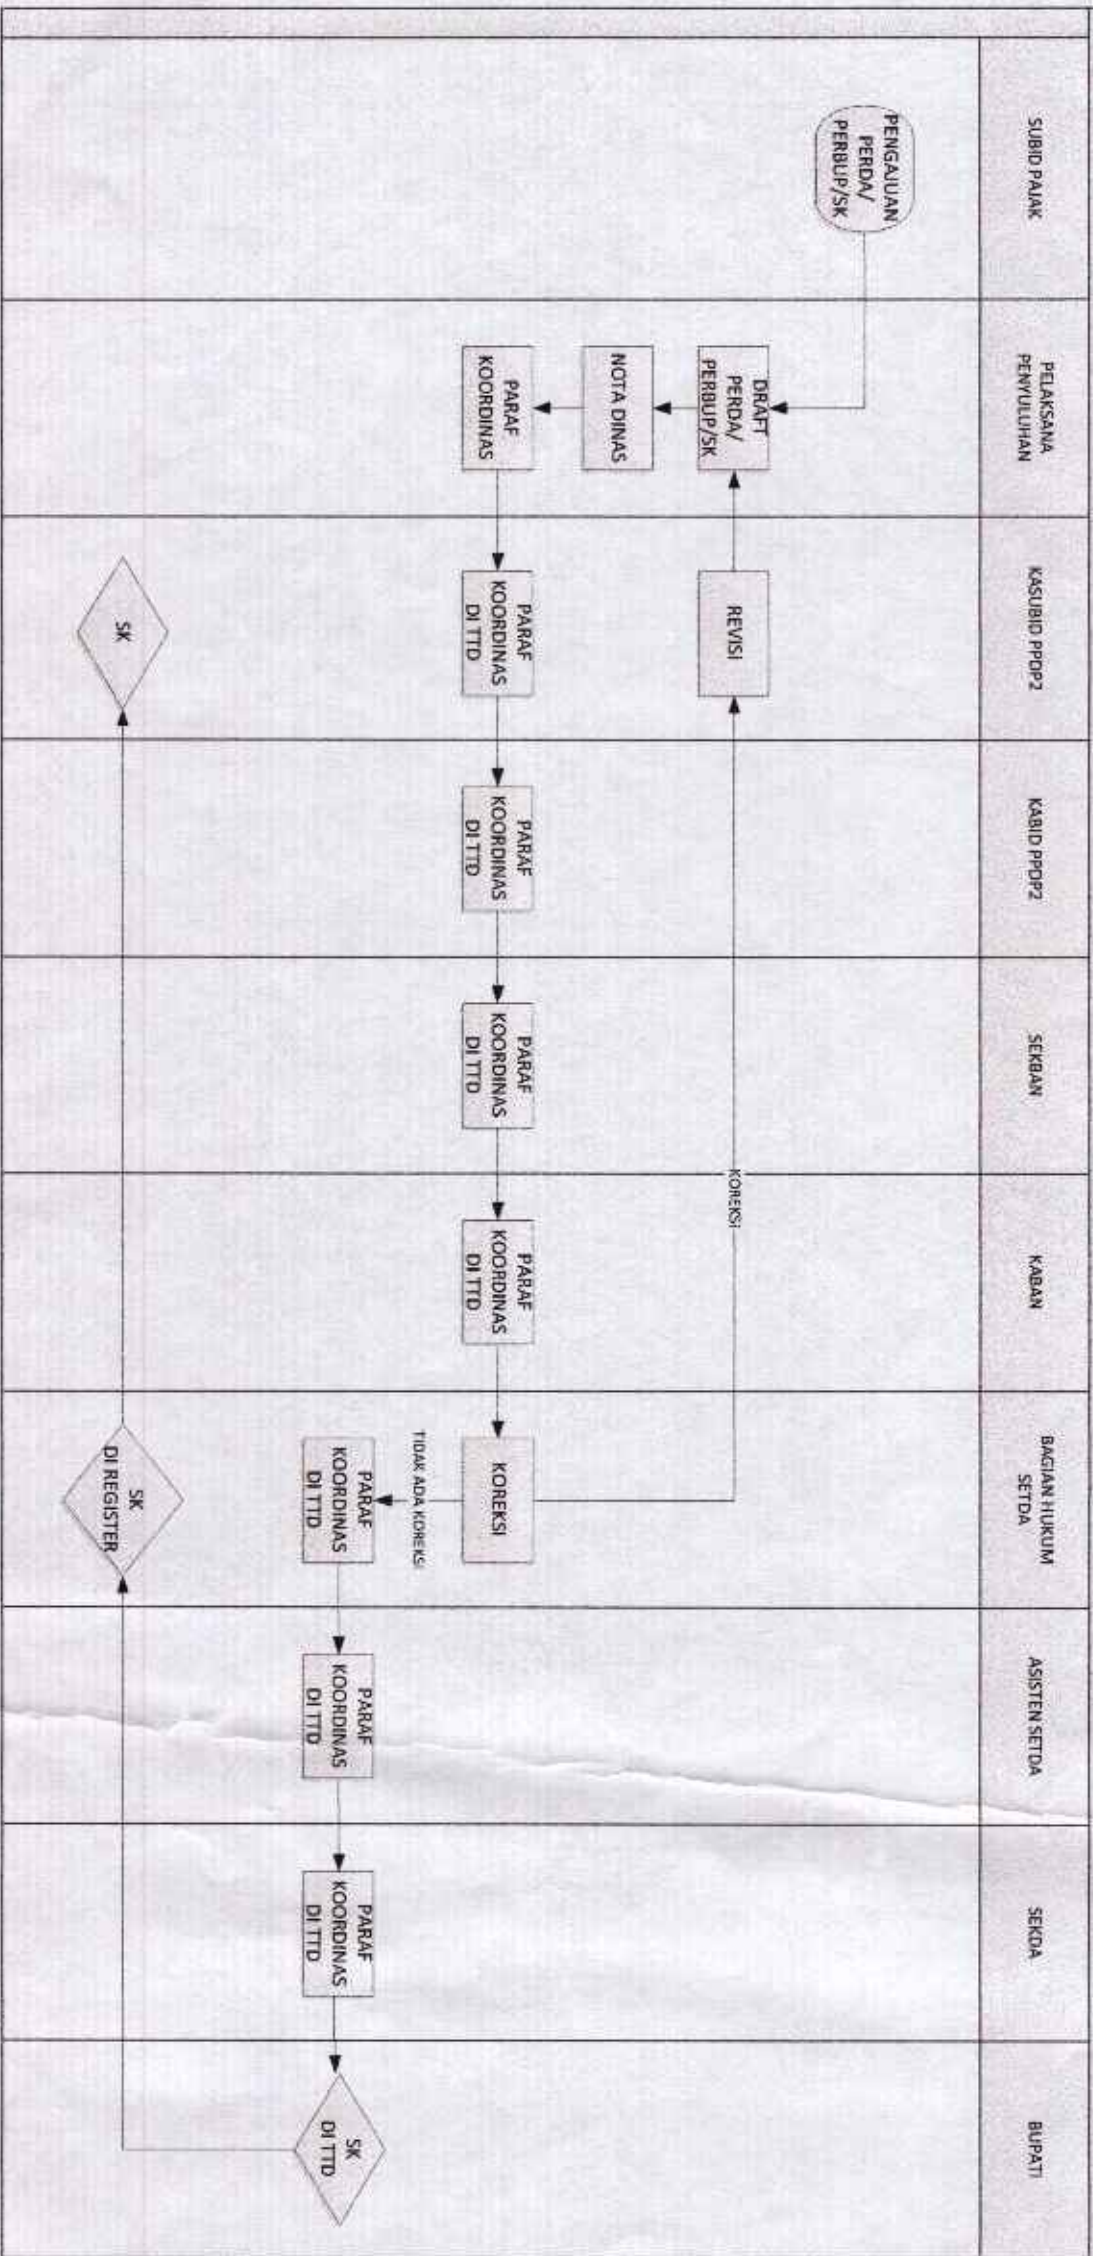 SUBID PAJAK
PELAKSANA
PENYULUHAN
KASUBID PPDP2
KABID PPDP2
SEKBAN
KABAN
BAGIAN HUKUM
SETDA
ASISTEN SETDA
SEKDA
BUPATI
PENGAJUAN
PERDA/
PERBUP/SK
DRAFT
PERDA/
PERBUP/SK
REVISI
KOREKSI
NOTA DINAS
PARAF
KOORDINAS
PARAF
KOORDINAS
DI TTD
PARAF
KOORDINAS
DI TTD
PARAF
KOORDINAS
DI TTD
PARAF
KOORDINAS
DI TTD
KOREKSI
TIDAK ADA KOREKSI
PARAF
KOORDINAS
DI TTD
PARAF
KOORDINAS
DI TTD
PARAF
KOORDINAS
DI TTD
SK
DI TTD
SK
SK
DI REGISTER